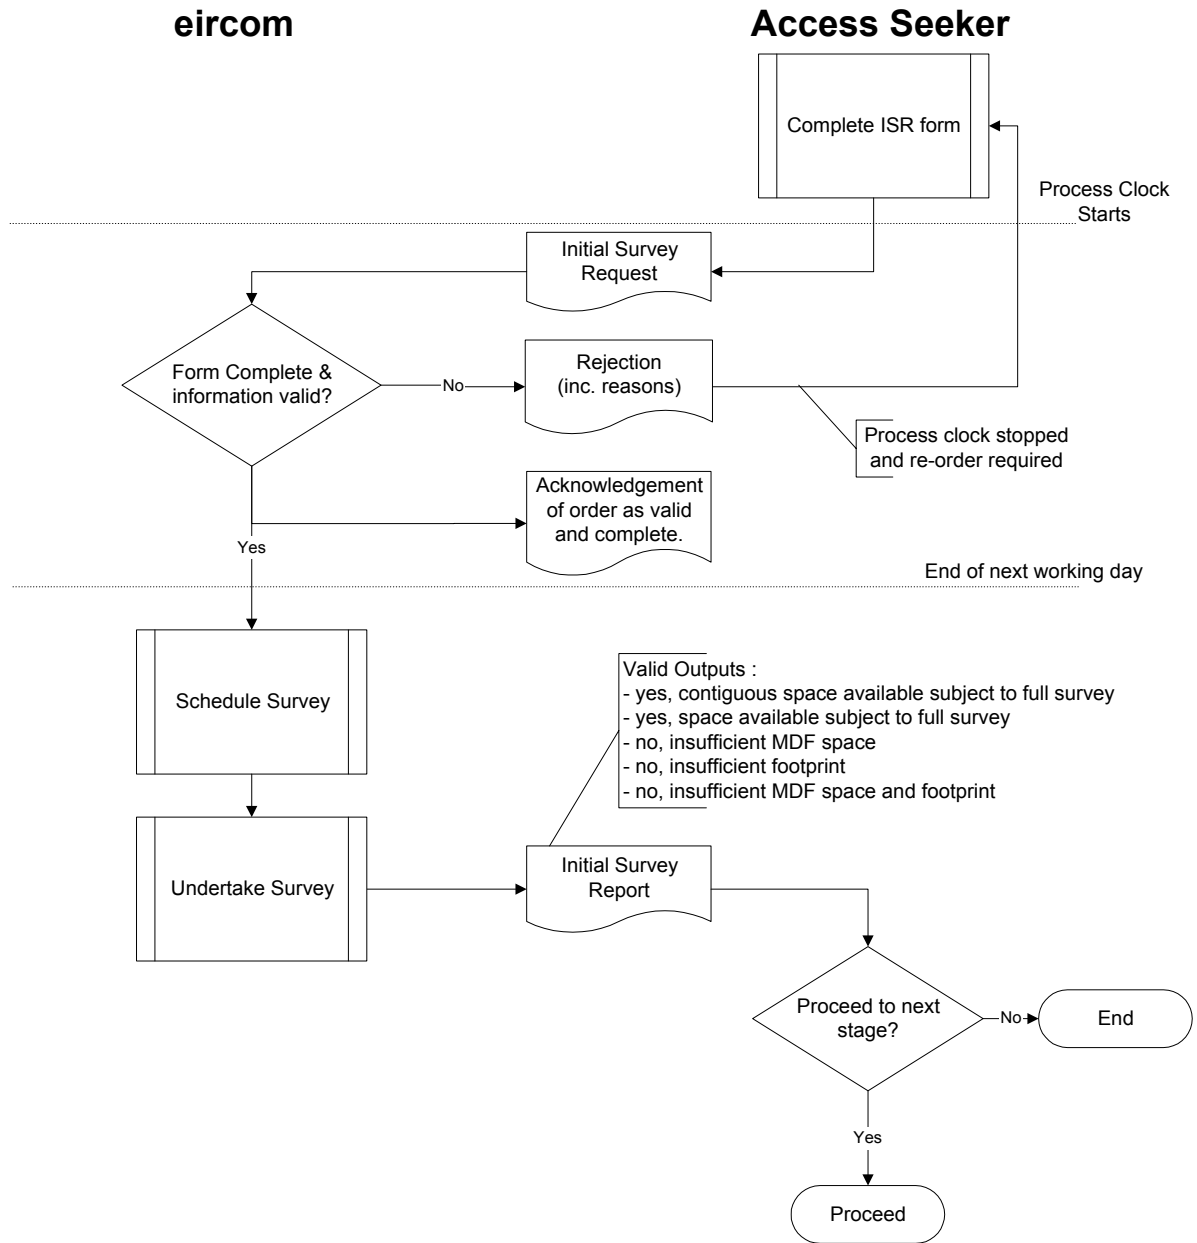 eircom
Access Seeker
Complete ISR form
Process Clock
Starts
Initial Survey
Request
Form Complete &
information valid?
No
Rejection
(inc. reasons)
Process clock stopped
and re-order required
Acknowledgement
of order as valid
and complete.
Yes
End of next working day
Schedule Survey
Valid Outputs :
- yes, contiguous space available subject to full survey
- yes, space available subject to full survey
- no, insufficient MDF space
- no, insufficient footprint
- no, insufficient MDF space and footprint
Undertake Survey
Initial Survey
Report
Proceed to next
stage?
No
End
Yes
Proceed